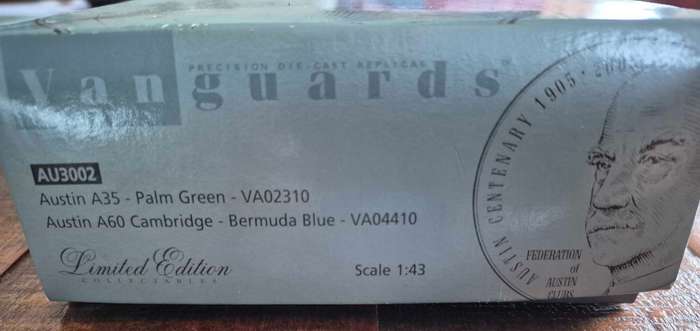 PRECISION DIE-CAST REPLICAS
Vanguards
AU3002
Austin A35 - Palm Green - VA02310
Austin A60 Cambridge - Bermuda Blue - VA04410
Limited Edition
COLLECTABLES
Scale 1:43
AUSTIN CENTENARY 1905
FEDERATION
of
AUSTIN
CLUBS